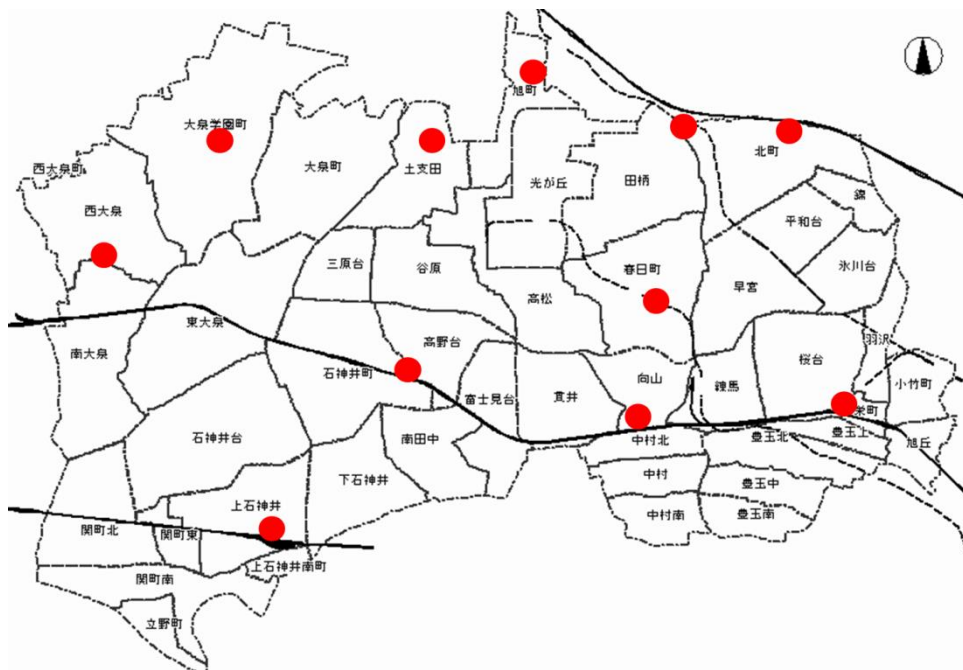 旭町
大泉学園町
北町
西大泉町
大泉町
土支田
光が丘
田柄
錦
西大泉
平和台
三原台
谷原
春日町
氷川台
高松
早宮
東大泉
南大泉
高野台
羽沢
石神井町
向山
練馬
桜台
小竹町
富士見台
貫井
栄町
石神井台
南田中
中村北
豊玉北
豊玉上
旭丘
下石神井
中村
豊玉中
上石神井
中村南
豊玉南
関町北
関町東
上石神井南町
関町南
立野町